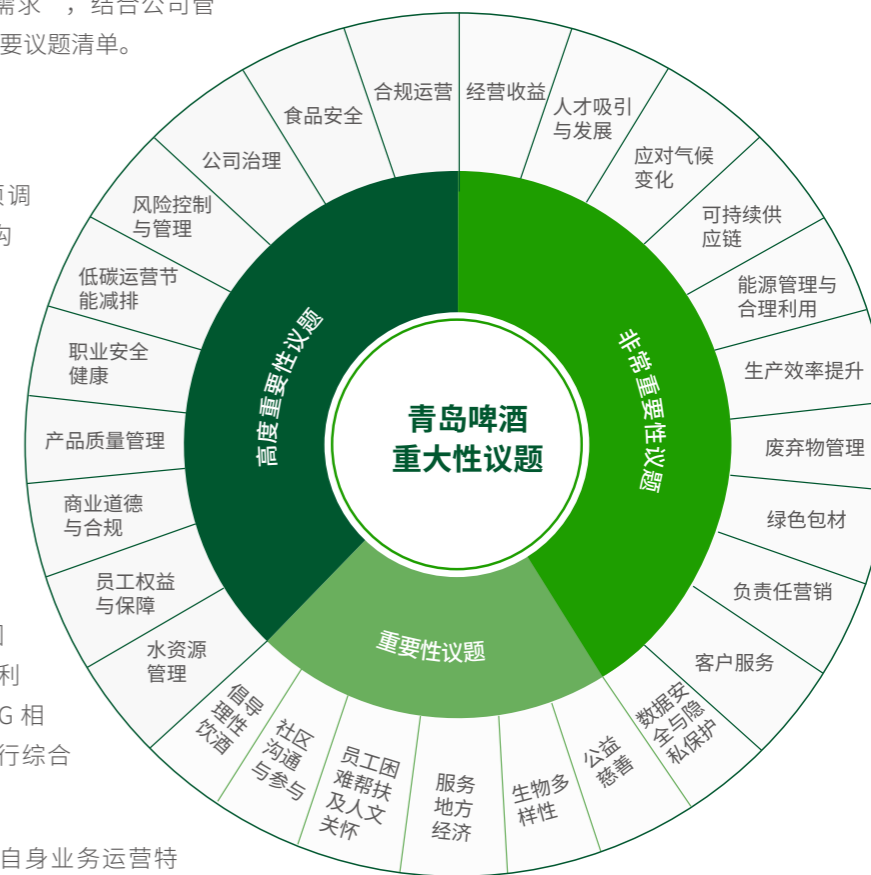 需求”，结合公司管
要议题清单。
调
自身业务运营特
行综合
G 相
利
青岛啤酒
重大性议题
高度重要性议题
非常重要性议题
重要性议题
经营收益
人才吸引
与发展
应对气候
变化
可持续供
应链
能源管理与
合理利用
生产效率提升
废弃物管理
绿色包材
负责任营销
客户服务
数据安
全与隐
私保护
公益
慈善
生物多
样性
服务
地方
经济
员工困
难帮扶
及人文
关怀
社区
沟通
与参与
倡导
理性
饮酒
水资源
管理
员工权益
与保障
商业道德
与合规
产品质量管理
职业安全
健康
低碳运营节
能减排
风险控制
与管理
公司治理
食品安全
合规运营